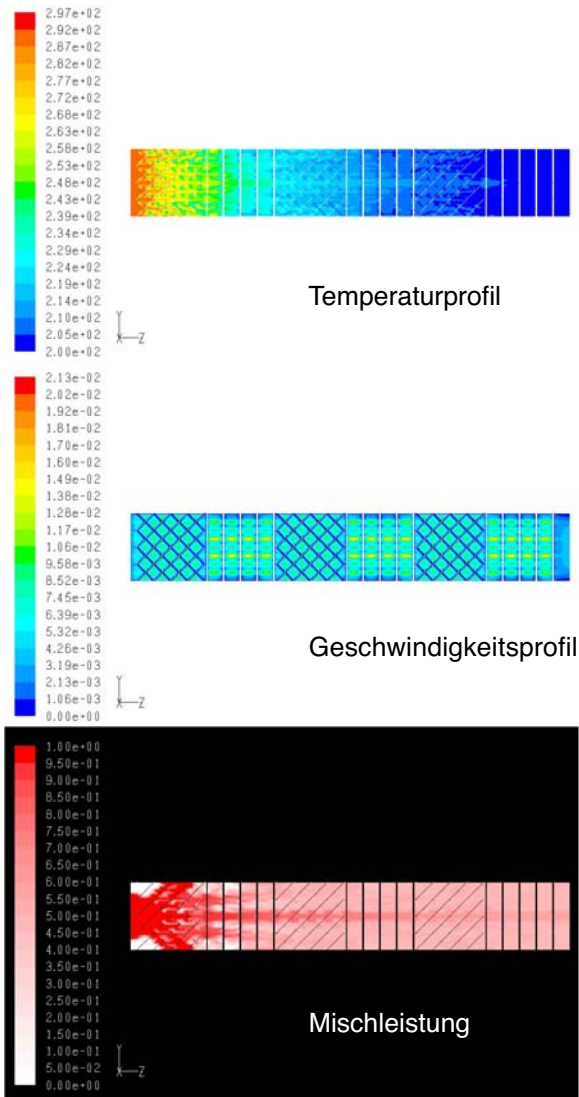 2.97e+02
2.92e+02
2.87e+02
2.82e+02
2.77e+02
2.72e+02
2.68e+02
2.63e+02
2.58e+02
2.53e+02
2.48e+02
2.43e+02
2.39e+02
2.34e+02
2.29e+02
2.24e+02
2.19e+02
2.14e+02
2.10e+02
2.05e+02
2.00e+02
Temperaturprofil
Y
X Z
2.13e-02
2.02e-02
1.92e-02
1.81e-02
1.70e-02
1.60e-02
1.49e-02
1.38e-02
1.28e-02
1.17e-02
1.06e-02
9.58e-03
8.52e-03
7.45e-03
6.39e-03
5.32e-03
4.26e-03
3.19e-03
2.13e-03
1.06e-03
0.00e+00
Geschwindigkeitsprofil
Y
X Z
1.00e+00
9.50e-01
9.00e-01
8.50e-01
8.00e-01
7.50e-01
7.00e-01
6.50e-01
6.00e-01
5.50e-01
5.00e-01
4.50e-01
4.00e-01
3.50e-01
3.00e-01
2.50e-01
2.00e-01
1.50e-01
1.00e-01
5.00e-02
0.00e+00
Mischleistung
Y
X Z